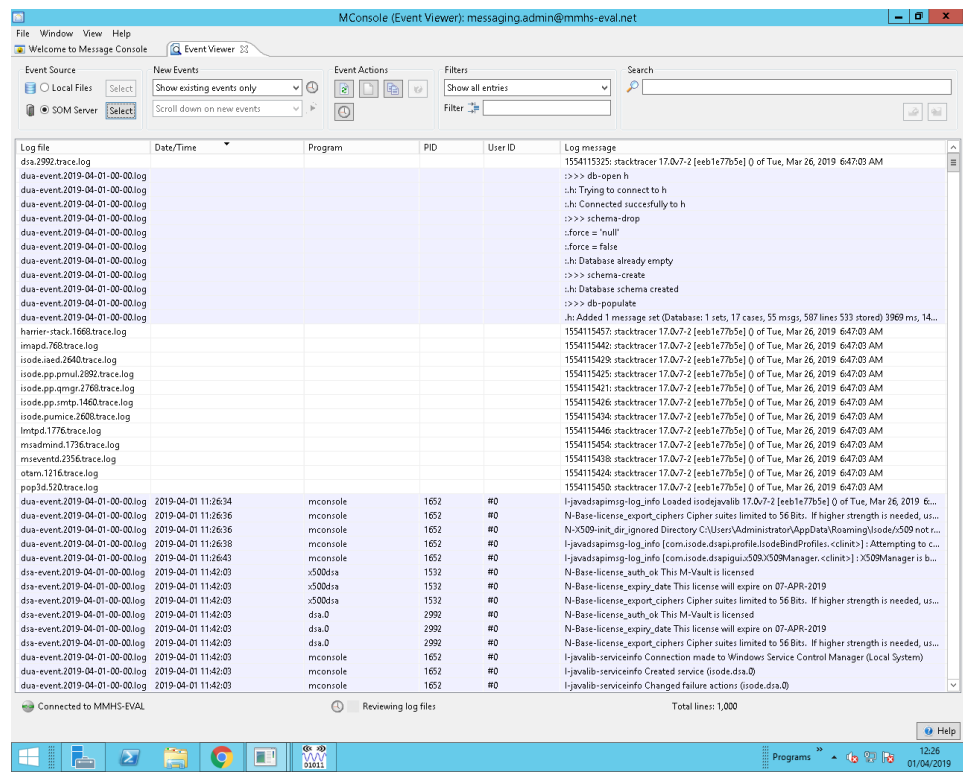 MConsole (Event Viewer): messaging.admin@mmhs-eval.net
File Window View Help
Welcome to Message Console Event Viewer
Event Source New Events Event Actions Filters Search
Local Files Select Show existing events only Show all entries
SOM Server Select Scroll down on new events Filter
Log file Date/Time Program PID User ID Log message
dsa.2992.trace.log 1554115325: stacktracer 17.0v7-2 [eeb1e77b5e] () of Tue, Mar 26, 2019 6:47:03 AM
dua-event.2019-04-01-00-00.log :>>> db-open h
dua-event.2019-04-01-00-00.log :.h: Trying to connect to h
dua-event.2019-04-01-00-00.log :.h: Connected succesfully to h
dua-event.2019-04-01-00-00.log :>>> schema-drop
dua-event.2019-04-01-00-00.log :.force = 'null'
dua-event.2019-04-01-00-00.log :.force = false
dua-event.2019-04-01-00-00.log :.h: Database already empty
dua-event.2019-04-01-00-00.log :>>> schema-create
dua-event.2019-04-01-00-00.log :.h: Database schema created
dua-event.2019-04-01-00-00.log :>>> db-populate
dua-event.2019-04-01-00-00.log .h: Added 1 message set (Database: 1 sets, 17 cases, 55 msgs, 587 lines 533 stored) 3969 ms, 14...
harrier-stack.1668.trace.log 1554115457: stacktracer 17.0v7-2 [eeb1e77b5e] () of Tue, Mar 26, 2019 6:47:03 AM
imapd.768.trace.log 1554115442: stacktracer 17.0v7-2 [eeb1e77b5e] () of Tue, Mar 26, 2019 6:47:03 AM
isode.iaed.2640.trace.log 1554115429: stacktracer 17.0v7-2 [eeb1e77b5e] () of Tue, Mar 26, 2019 6:47:03 AM
isode.pp.pmul.2892.trace.log 1554115425: stacktracer 17.0v7-2 [eeb1e77b5e] () of Tue, Mar 26, 2019 6:47:03 AM
isode.pp.qmgr.2768.trace.log 1554115421: stacktracer 17.0v7-2 [eeb1e77b5e] () of Tue, Mar 26, 2019 6:47:03 AM
isode.pp.smtp.1460.trace.log 1554115426: stacktracer 17.0v7-2 [eeb1e77b5e] () of Tue, Mar 26, 2019 6:47:03 AM
isode.pumice.2608.trace.log 1554115434: stacktracer 17.0v7-2 [eeb1e77b5e] () of Tue, Mar 26, 2019 6:47:03 AM
lmtpd.1776.trace.log 1554115446: stacktracer 17.0v7-2 [eeb1e77b5e] () of Tue, Mar 26, 2019 6:47:03 AM
msadmind.1736.trace.log 1554115454: stacktracer 17.0v7-2 [eeb1e77b5e] () of Tue, Mar 26, 2019 6:47:03 AM
mseventd.2356.trace.log 1554115438: stacktracer 17.0v7-2 [eeb1e77b5e] () of Tue, Mar 26, 2019 6:47:03 AM
otam.1216.trace.log 1554115424: stacktracer 17.0v7-2 [eeb1e77b5e] () of Tue, Mar 26, 2019 6:47:03 AM
pop3d.520.trace.log 1554115450: stacktracer 17.0v7-2 [eeb1e77b5e] () of Tue, Mar 26, 2019 6:47:03 AM
dua-event.2019-04-01-00-00.log 2019-04-01 11:26:34 mconsole 1652 #0 I-javadsapimsg-log_info Loaded isodejavalib 17.0v7-2 [eeb1e77b5e] () of Tue, Mar 26, 2019 6:...
dua-event.2019-04-01-00-00.log 2019-04-01 11:26:36 mconsole 1652 #0 N-Base-license_export_ciphers Cipher suites limited to 56 Bits. If higher strength is needed, us...
dua-event.2019-04-01-00-00.log 2019-04-01 11:26:36 mconsole 1652 #0 N-X509-init_dir_ignored Directory C:\Users\Administrator\AppData\Roaming\Isode/x509 not r...
dua-event.2019-04-01-00-00.log 2019-04-01 11:26:38 mconsole 1652 #0 I-javadsapimsg-log_info [com.isode.dsapi.profile.IsodeBindProfiles.<clinit>] : Attempting to c...
dua-event.2019-04-01-00-00.log 2019-04-01 11:26:43 mconsole 1652 #0 I-javadsapimsg-log_info [com.isode.dsapigui.x509.X509Manager.<clinit>] : X509Manager is b...
dsa-event.2019-04-01-00-00.log 2019-04-01 11:42:03 x500dsa 1532 #0 N-Base-license_auth_ok This M-Vault is licensed
dsa-event.2019-04-01-00-00.log 2019-04-01 11:42:03 x500dsa 1532 #0 N-Base-license_expiry_date This license will expire on 07-APR-2019
dsa-event.2019-04-01-00-00.log 2019-04-01 11:42:03 x500dsa 1532 #0 N-Base-license_export_ciphers Cipher suites limited to 56 Bits. If higher strength is needed, us...
dsa-event.2019-04-01-00-00.log 2019-04-01 11:42:03 dsa.0 2992 #0 N-Base-license_auth_ok This M-Vault is licensed
dsa-event.2019-04-01-00-00.log 2019-04-01 11:42:03 dsa.0 2992 #0 N-Base-license_expiry_date This license will expire on 07-APR-2019
dsa-event.2019-04-01-00-00.log 2019-04-01 11:42:03 dsa.0 2992 #0 N-Base-license_export_ciphers Cipher suites limited to 56 Bits. If higher strength is needed, us...
dua-event.2019-04-01-00-00.log 2019-04-01 11:42:03 mconsole 1652 #0 I-javalib-serviceinfo Connection made to Windows Service Control Manager (Local System)
dua-event.2019-04-01-00-00.log 2019-04-01 11:42:03 mconsole 1652 #0 I-javalib-serviceinfo Created service (isode.dsa.0)
dua-event.2019-04-01-00-00.log 2019-04-01 11:42:03 mconsole 1652 #0 I-javalib-serviceinfo Changed failure actions (isode.dsa.0)
Connected to MMHS-EVAL Reviewing log files Total lines: 1,000
Help
01011
Programs 12:26
01/04/2019